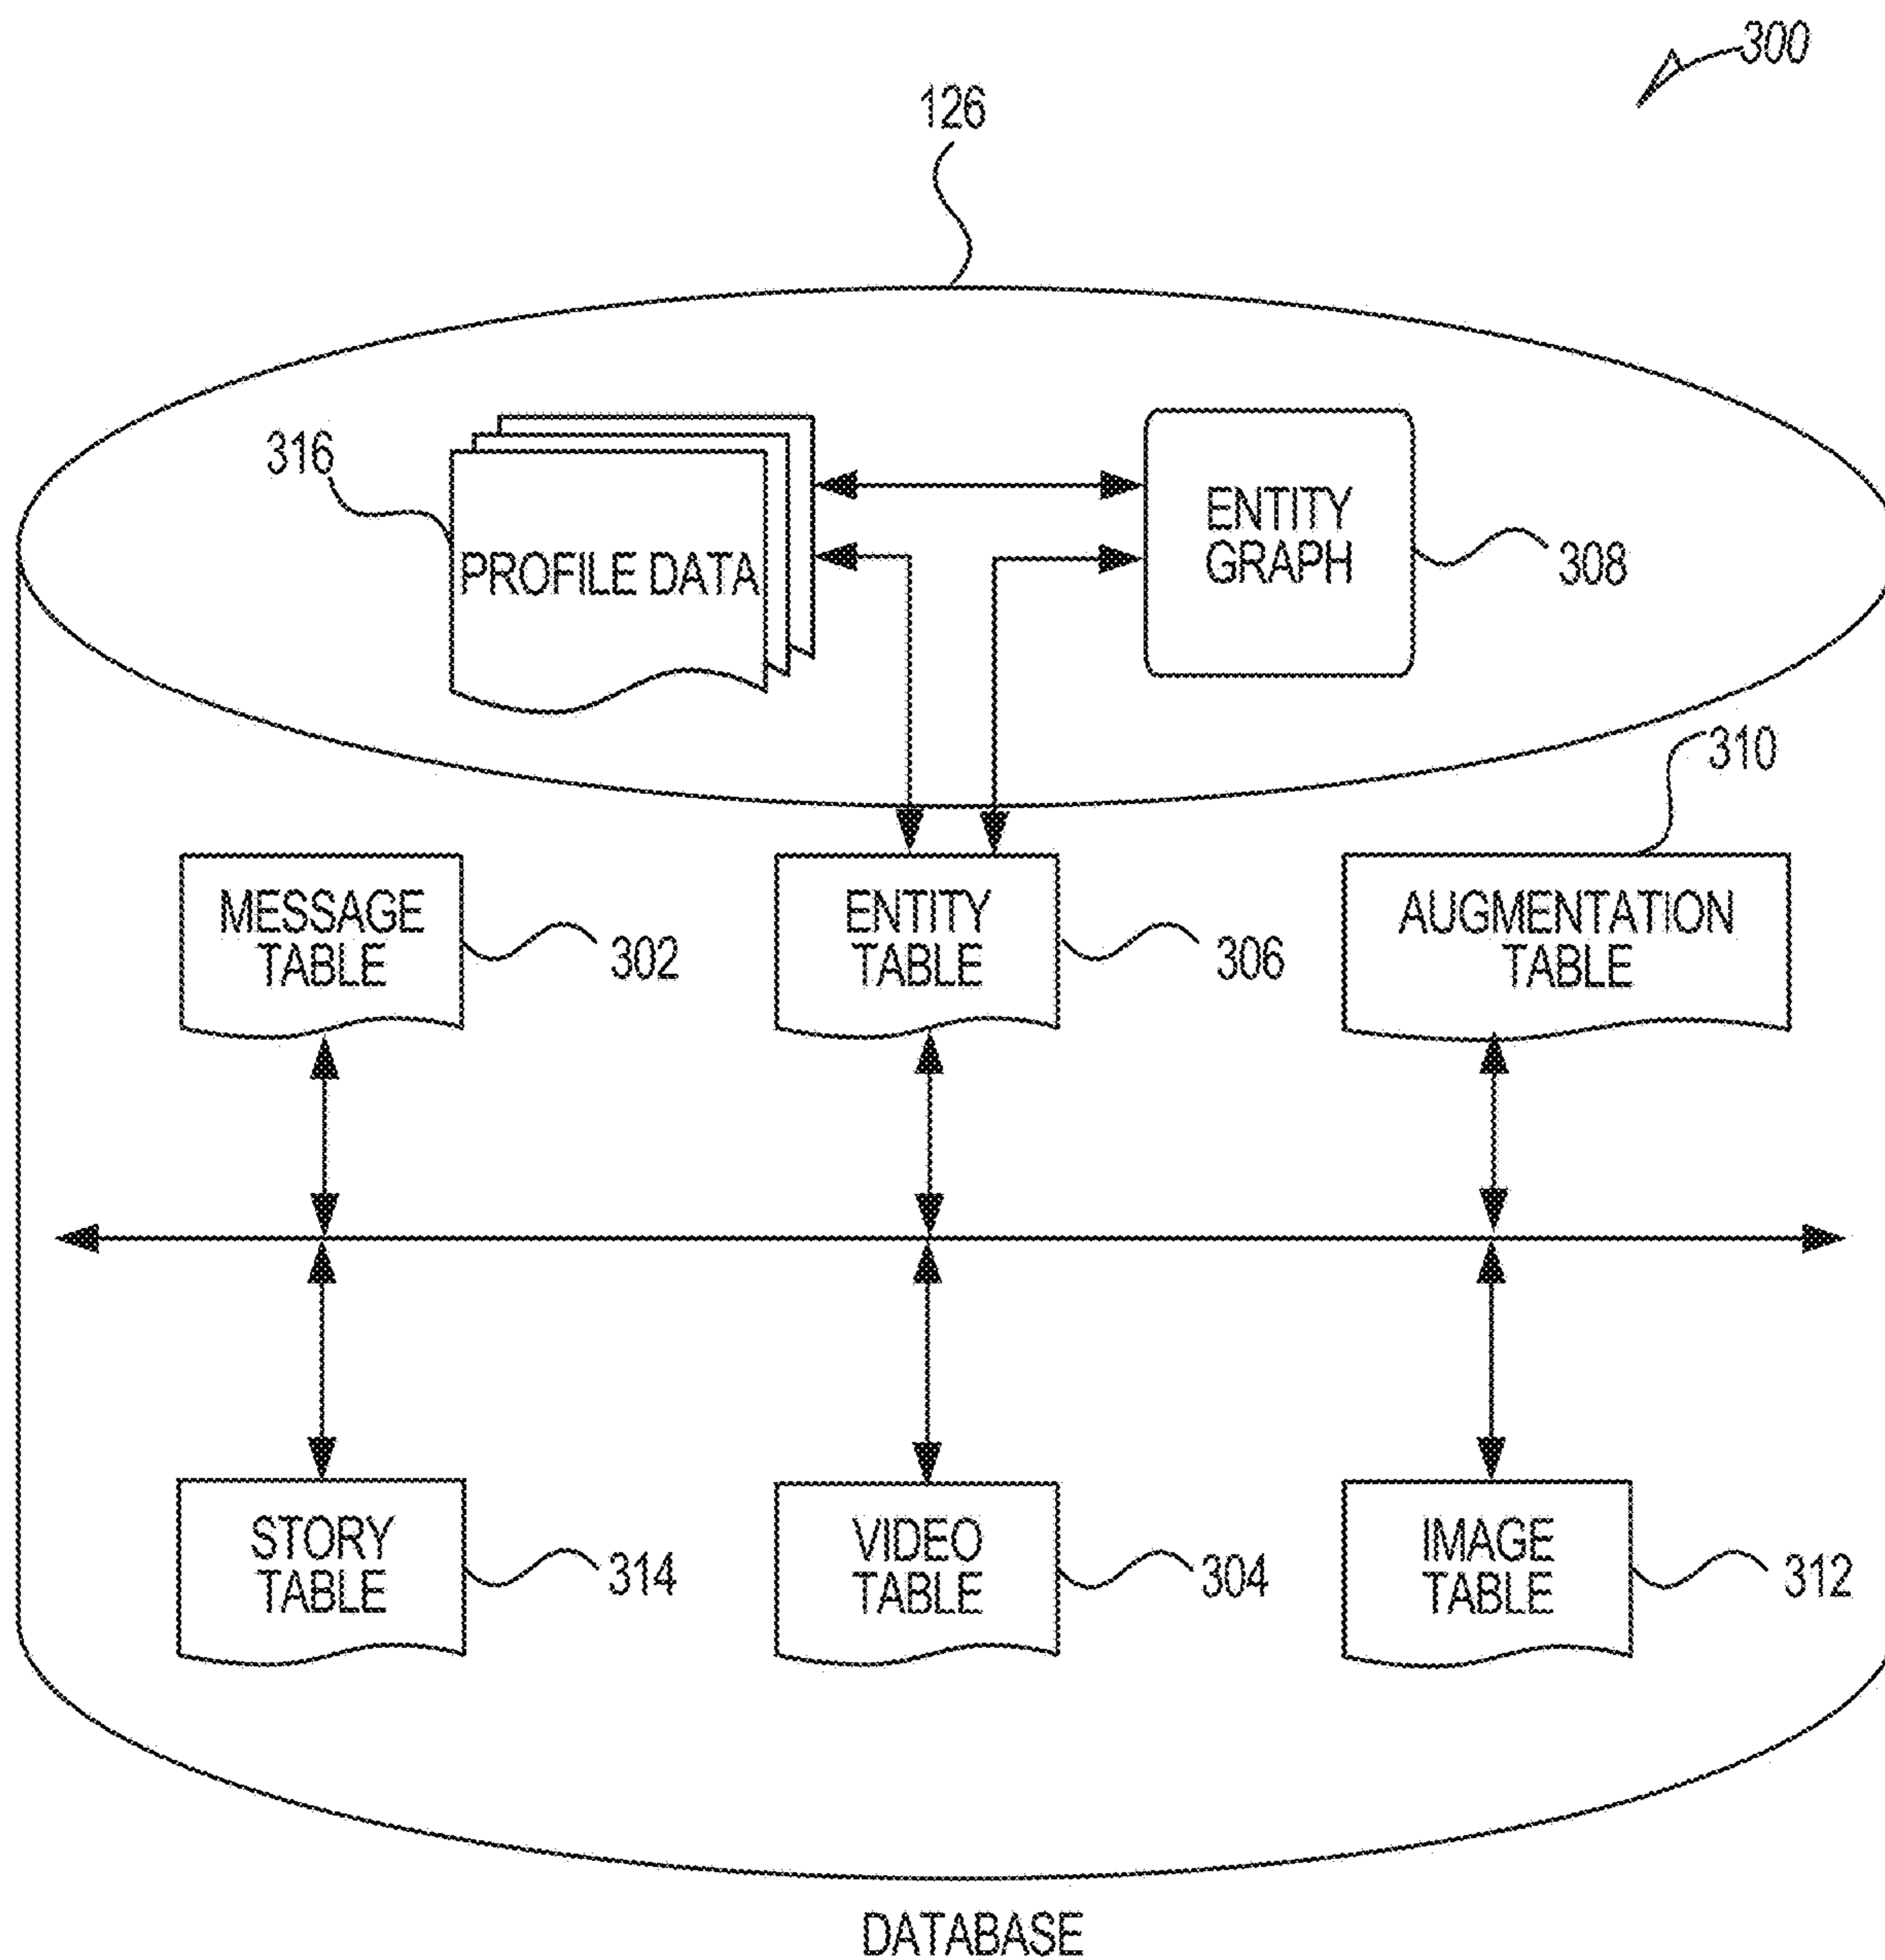 300
126
316
PROFILE DATA
ENTITY
GRAPH
308
310
MESSAGE
TABLE
302
ENTITY
TABLE
306
AUGMENTATION
TABLE
STORY
TABLE
314
VIDEO
TABLE
304
IMAGE
TABLE
312
DATABASE